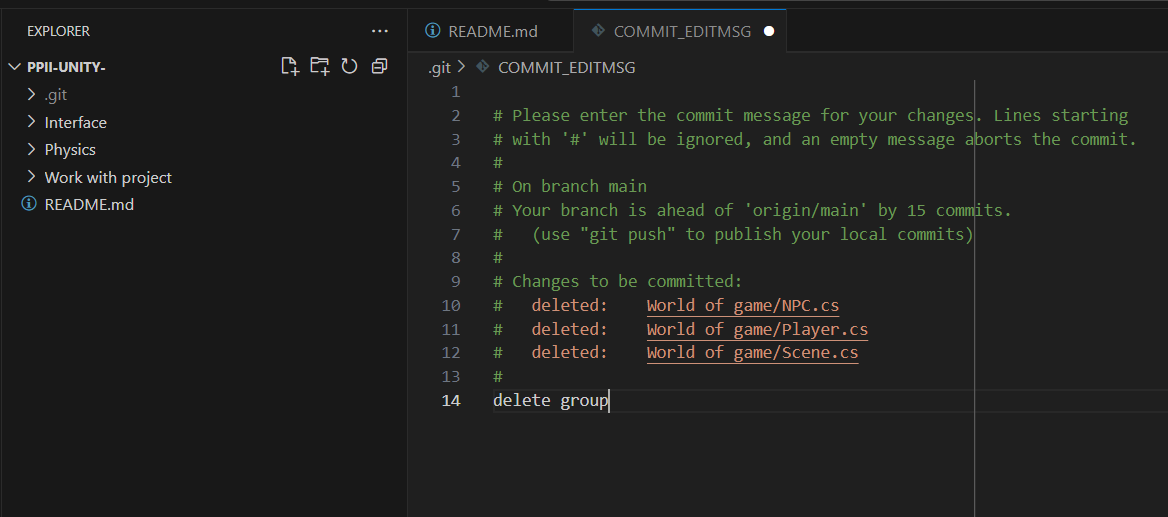 EXPLORER
...
PPII-UNITY-
.git
Interface
Physics
Work with project
README.md
README.md
COMMIT_EDITMSG
.git > COMMIT_EDITMSG
1
2 # Please enter the commit message for your changes. Lines starting
3 # with '#' will be ignored, and an empty message aborts the commit.
4 #
5 # On branch main
6 # Your branch is ahead of 'origin/main' by 15 commits.
7 #   (use "git push" to publish your local commits)
8 #
9 # Changes to be committed:
10 #   deleted:    World of game/NPC.cs
11 #   deleted:    World of game/Player.cs
12 #   deleted:    World of game/Scene.cs
13 #
14 delete group